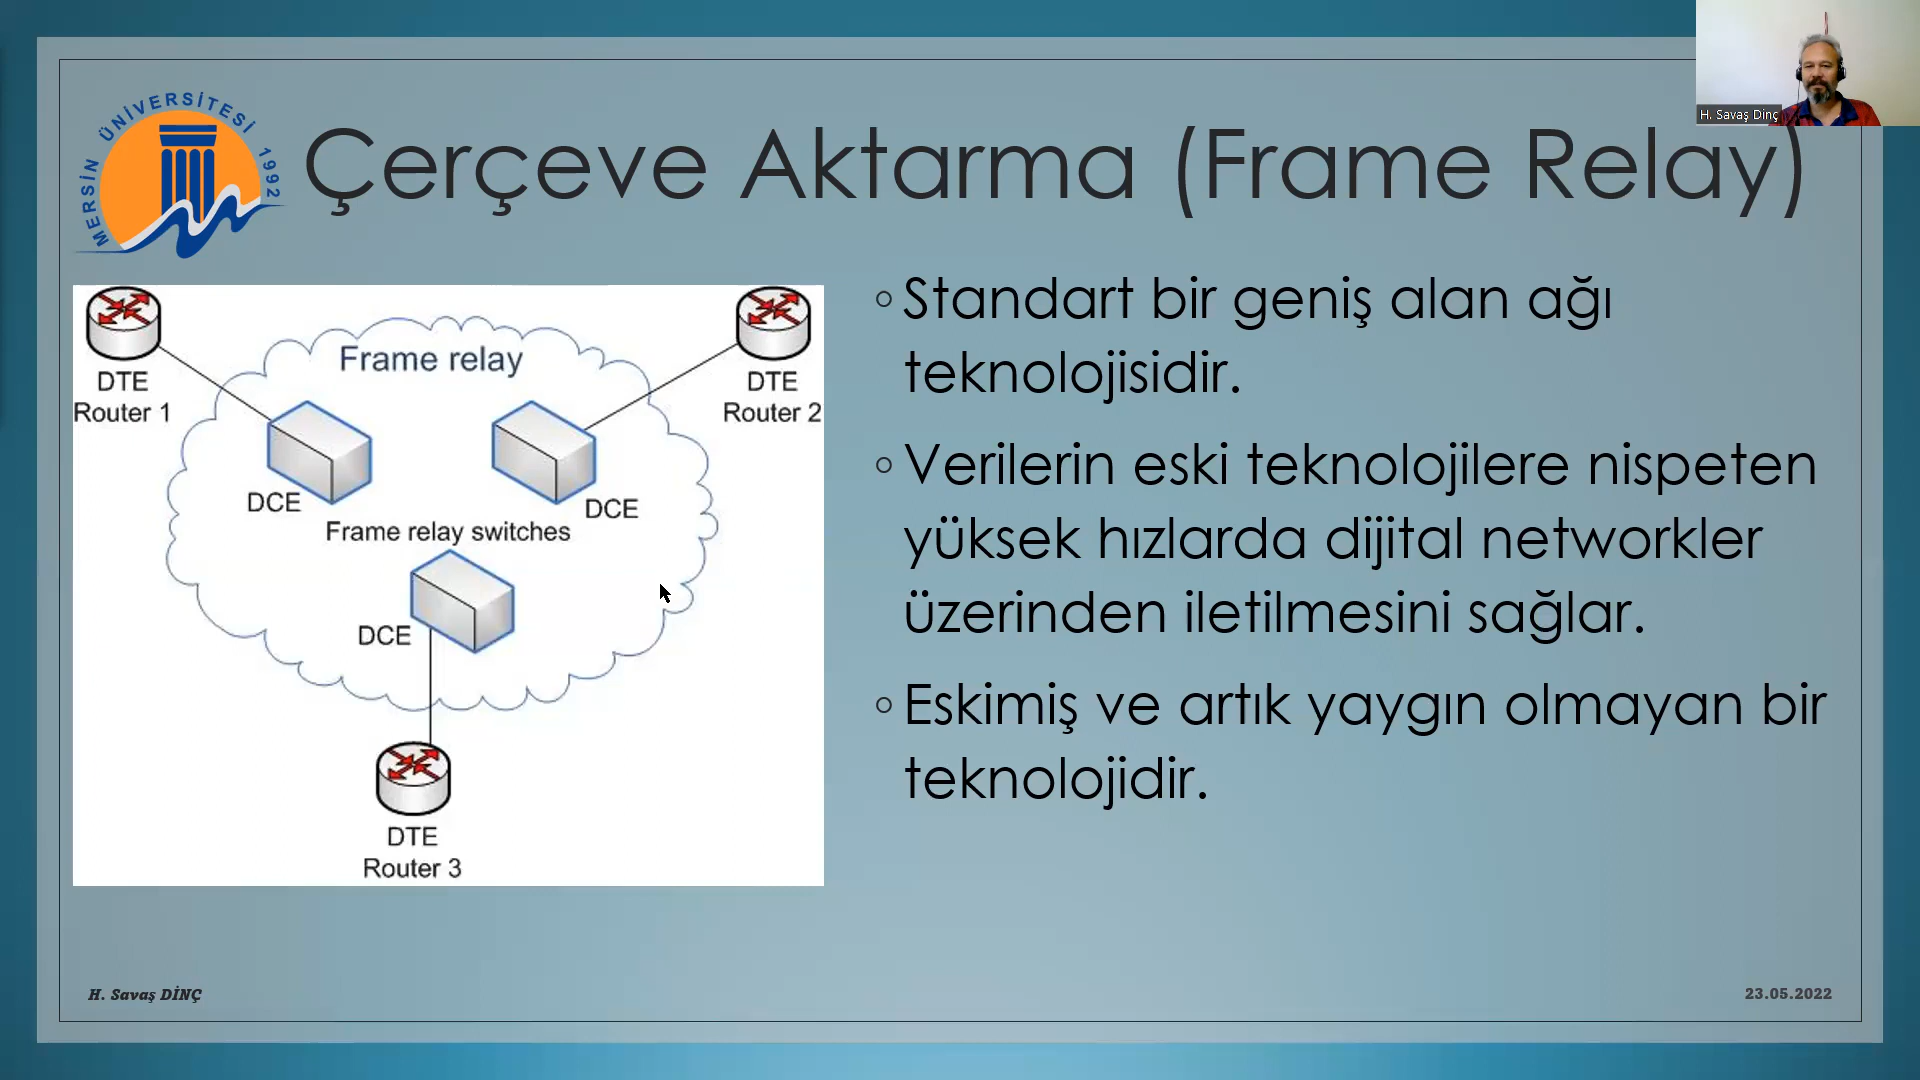 H. Savaş Dinç
MERSİN ÜNİVERSİTESİ 1992
Çerçeve Aktarma (Frame Relay)
Frame relay
DTE
Router 1
DTE
Router 2
DCE
DCE
Frame relay switches
DCE
DTE
Router 3
◦ Standart bir geniş alan ağı
teknolojisidir.
◦ Verilerin eski teknolojilere nispeten
yüksek hızlarda dijital networkler
üzerinden iletilmesini sağlar.
◦ Eskimiş ve artık yaygın olmayan bir
teknolojidir.
H. Savaş DİNÇ
23.05.2022